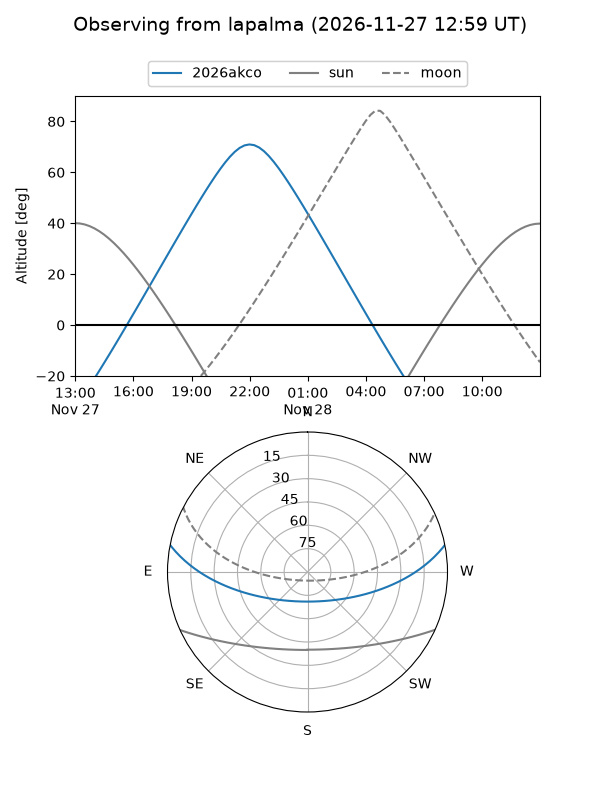 Observing from lapalma (2026-11-27 12:59 UT)
2026akco sun moon
80
60
40
20
0
−20
Altitude [deg]
13:00 16:00 19:00 22:00 01:00 04:00 07:00 10:00
Nov 27 Nov 28
N
NE NW
15
30
45
60
75
E W
SE SW
S